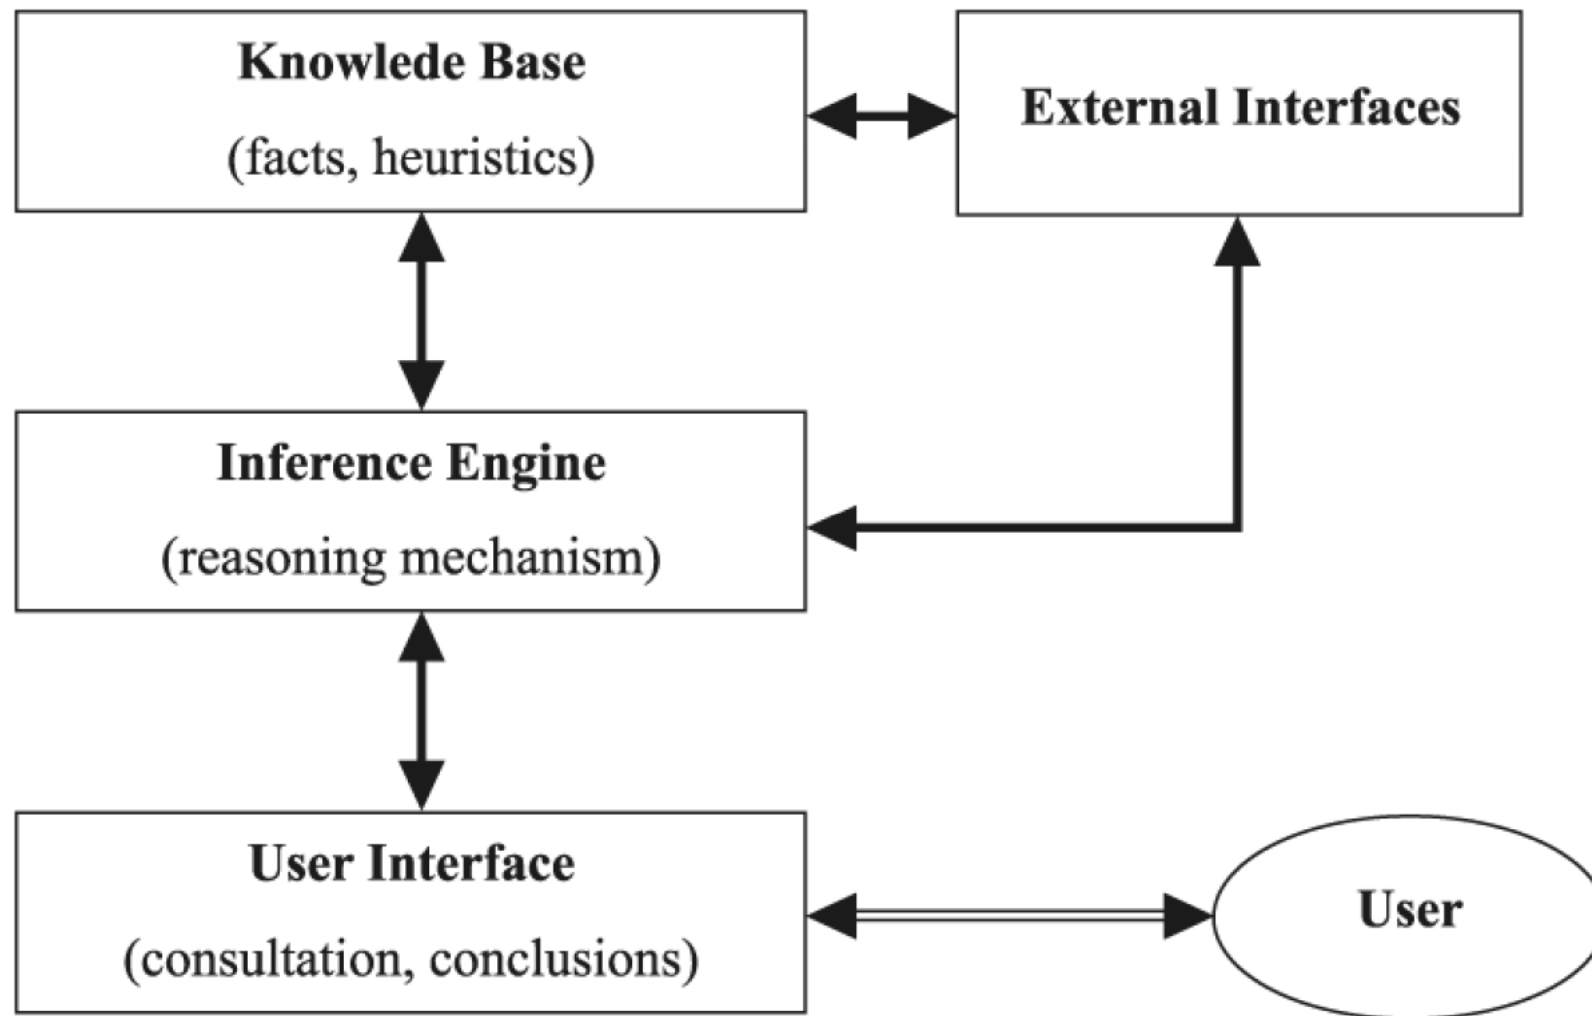 Knowlede Base
(facts, heuristics)
External Interfaces
Inference Engine
(reasoning mechanism)
User Interface
(consultation, conclusions)
User